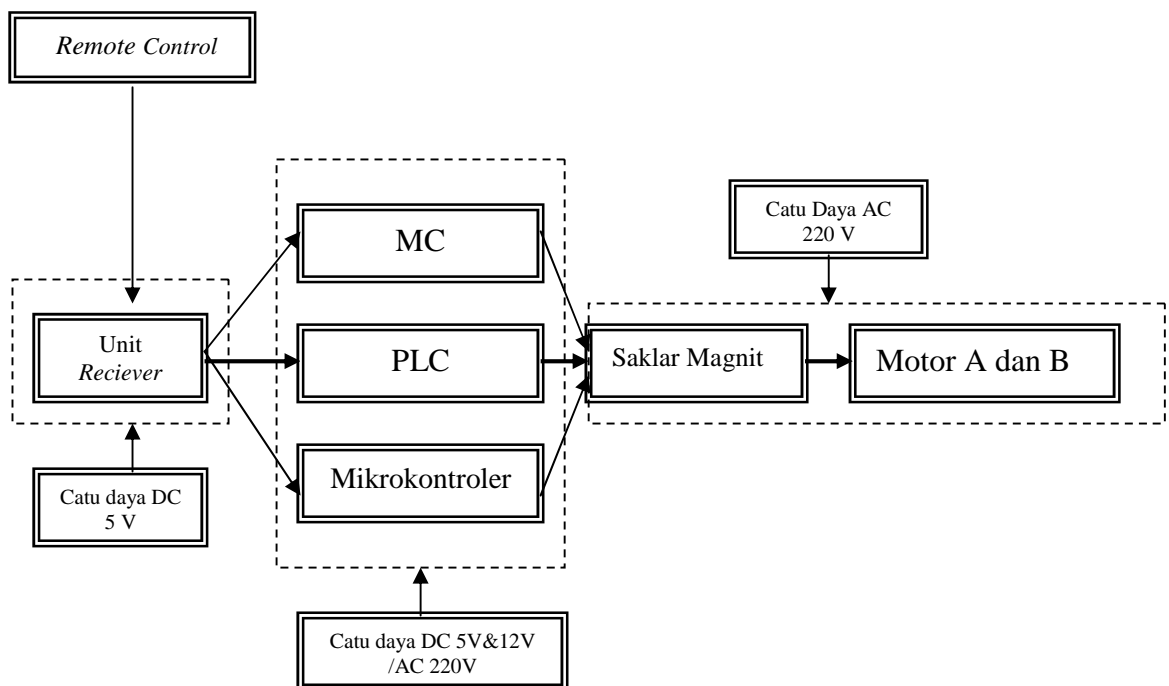 Remote Control
MC
Catu Daya AC
220 V
Unit
Reciever
PLC
Saklar Magnit
Motor A dan B
Mikrokontroler
Catu daya DC
5 V
Catu daya DC 5V&12V
/AC 220V